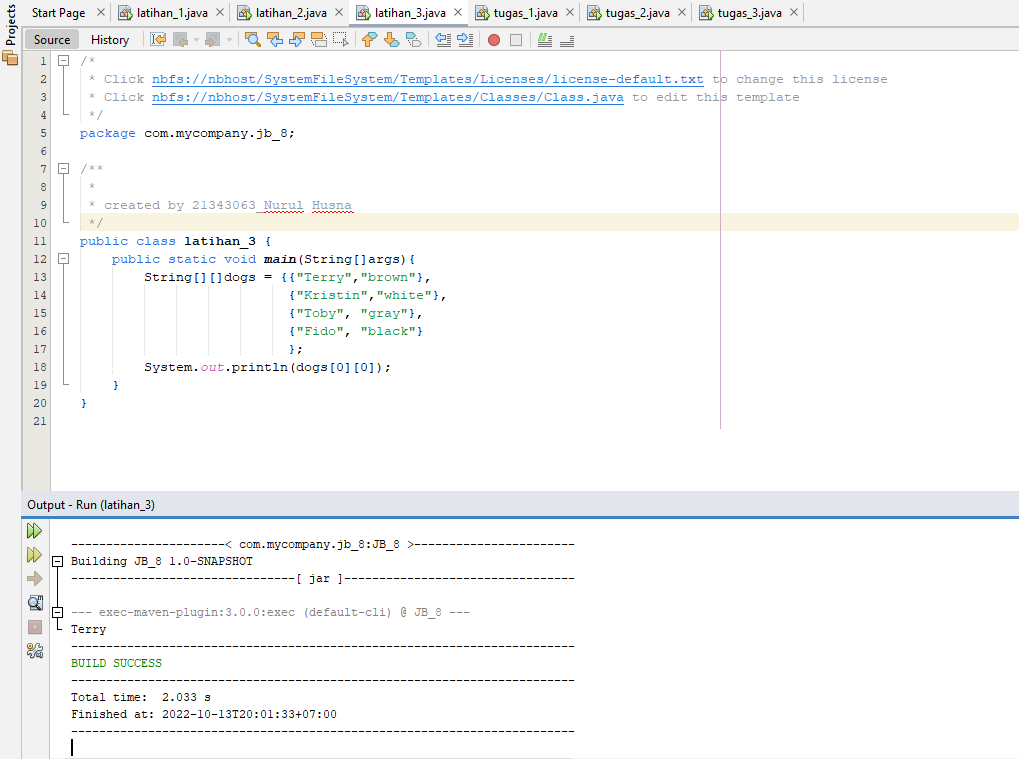 Projects
Start Page latihan_1.java latihan_2.java latihan_3.java tugas_1.java tugas_2.java tugas_3.java
Source History
1 /*
2 * Click nbfs://nbhost/SystemFileSystem/Templates/Licenses/license-default.txt to change this license
3 * Click nbfs://nbhost/SystemFileSystem/Templates/Classes/Class.java to edit this template
4 */
5 package com.mycompany.jb_8;
6
7 /**
8 *
9 * created by 21343063_Nurul Husna
10 */
11 public class latihan_3 {
12 public static void main(String[]args){
13 String[][]dogs = {{"Terry","brown"},
14 {"Kristin","white"},
15 {"Toby", "gray"},
16 {"Fido", "black"}
17 };
18 System.out.println(dogs[0][0]);
19 }
20 }
21
Output - Run (latihan_3)
----------------------< com.mycompany.jb_8:JB_8 >-----------------------
Building JB_8 1.0-SNAPSHOT
--------------------------------[ jar ]---------------------------------
--- exec-maven-plugin:3.0.0:exec (default-cli) @ JB_8 ---
Terry
------------------------------------------------------------------------
BUILD SUCCESS
------------------------------------------------------------------------
Total time:  2.033 s
Finished at: 2022-10-13T20:01:33+07:00
------------------------------------------------------------------------